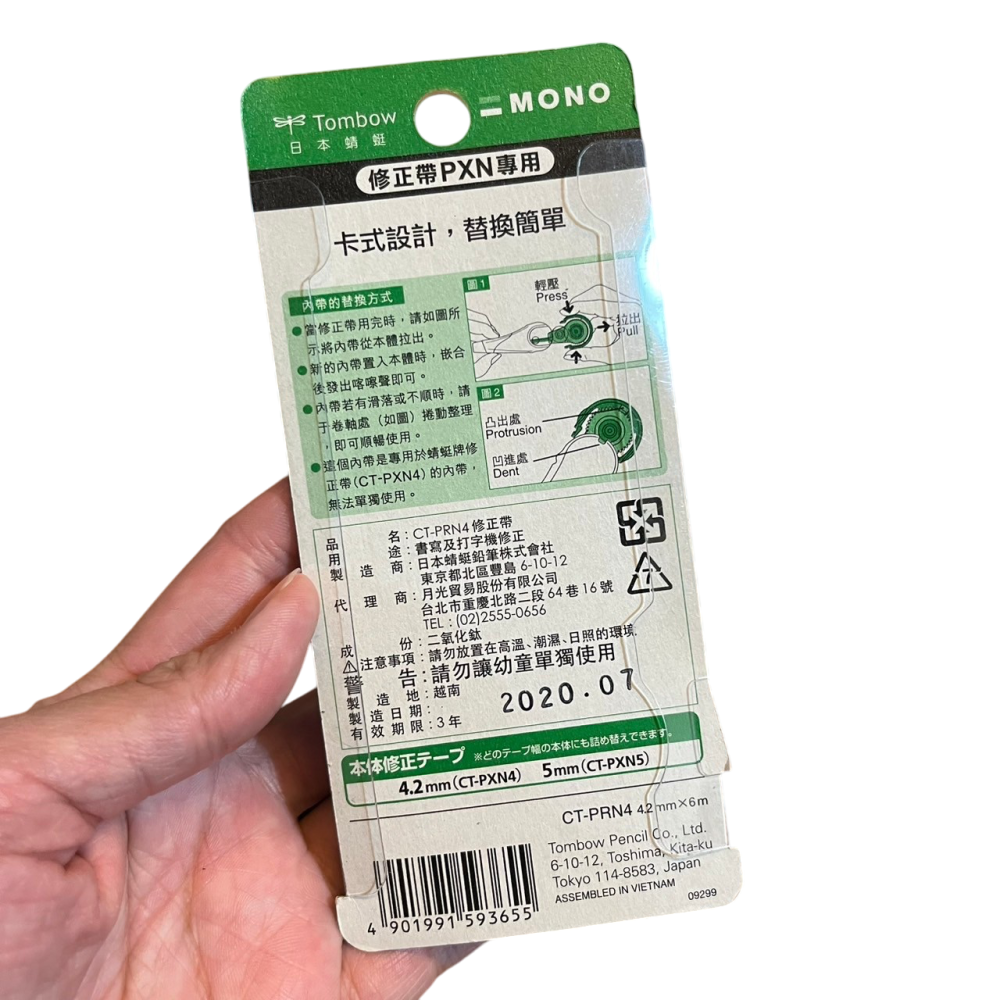 Tombow
日本蜻蜓
MONO
修正帶PXN專用
卡式設計，替換簡單
內帶的替換方式
●當修正帶用完時，請如圖所
示將內帶從本體拉出。
●新的內帶置入本體時，嵌合
後發出喀嚓聲即可。
●內帶若有滑落或不順時，請
于卷軸處（如圖）捲動整理
，即可順暢使用。
●這個內帶是專用於蜻蜓牌修
正帶(CT-PXN4)的內帶，
無法單獨使用。
圖1
輕壓
Press
拉出
Pull
圖2
凸出處
Protrusion
凹進處
Dent
品名：CT-PRN4修正帶
用途：書寫及打字機修正
製造商：日本蜻蜓鉛筆株式會社
東京都北區豐島6-10-12
代理商：月光貿易股份有限公司
台北市重慶北路二段64巷16號
TEL：(02)2555-0656
成份：二氧化鈦
注意事項：請勿放置在高溫、潮濕、日照的環境.
警告：請勿讓幼童單獨使用
製造地：越南
製造日期：
2020.07
有效期限：3年
7
本体修正テープ ※どのテープ幅の本体にも詰め替えできます。
4.2mm(CT-PXN4) 5mm(CT-PXN5)
CT-PRN4 4.2mm×6m
Tombow Pencil Co., Ltd.
6-10-12, Toshima, Kita-ku
Tokyo 114-8583, Japan
ASSEMBLED IN VIETNAM
09299
4 901991 593655